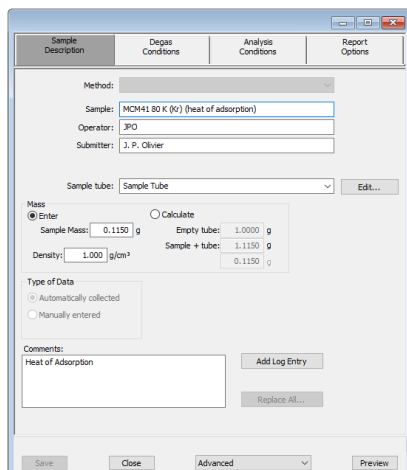 Sample Description
Degas Conditions
Analysis Conditions
Report Options
Method:
Sample: MCM41 80 K (Kr) (heat of adsorption)
Operator: JPO
Submitter: J. P. Olivier
Sample tube: Sample Tube Edit...
Mass
Enter Calculate
Sample Mass: 0.1150 g Empty tube: 1.0000 g
Sample + tube: 1.1150 g
Density: 1.000 g/cm³ 0.1150 g
Type of Data
Automatically collected
Manually entered
Comments:
Heat of Adsorption Add Log Entry
Replace All...
Save Close Advanced Preview